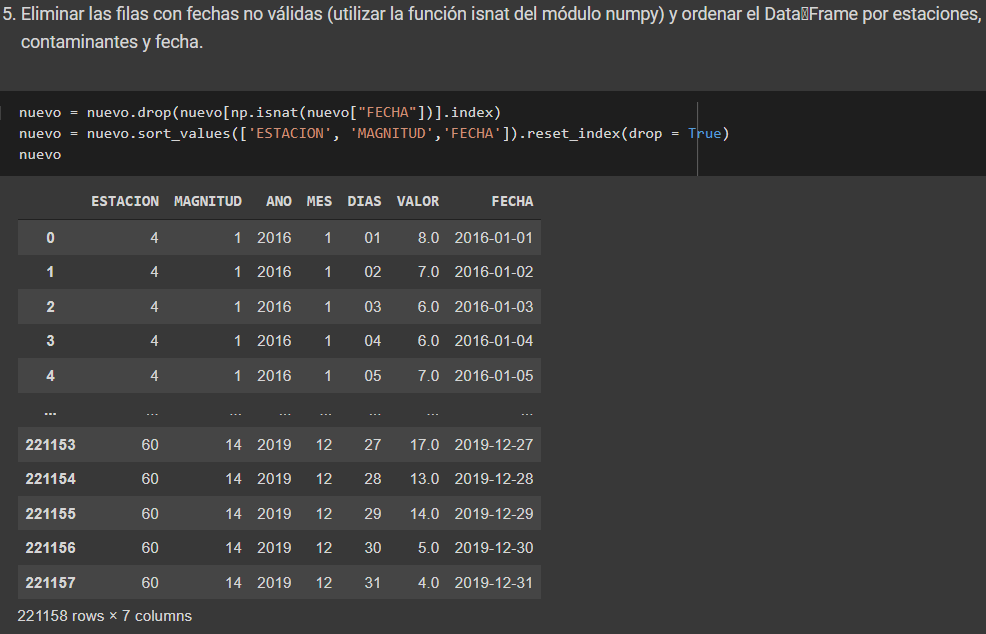 5. Eliminar las filas con fechas no válidas (utilizar la función isnat del módulo numpy) y ordenar el Data▯Frame por estaciones,
contaminantes y fecha.
nuevo = nuevo.drop(nuevo[np.isnat(nuevo["FECHA"])].index)
nuevo = nuevo.sort_values(['ESTACION', 'MAGNITUD','FECHA']).reset_index(drop = True)
nuevo
ESTACION MAGNITUD ANO MES DIAS VALOR FECHA
0 4 1 2016 1 01 8.0 2016-01-01
1 4 1 2016 1 02 7.0 2016-01-02
2 4 1 2016 1 03 6.0 2016-01-03
3 4 1 2016 1 04 6.0 2016-01-04
4 4 1 2016 1 05 7.0 2016-01-05
... ... ... ... ... ... ... ...
221153 60 14 2019 12 27 17.0 2019-12-27
221154 60 14 2019 12 28 13.0 2019-12-28
221155 60 14 2019 12 29 14.0 2019-12-29
221156 60 14 2019 12 30 5.0 2019-12-30
221157 60 14 2019 12 31 4.0 2019-12-31
221158 rows × 7 columns